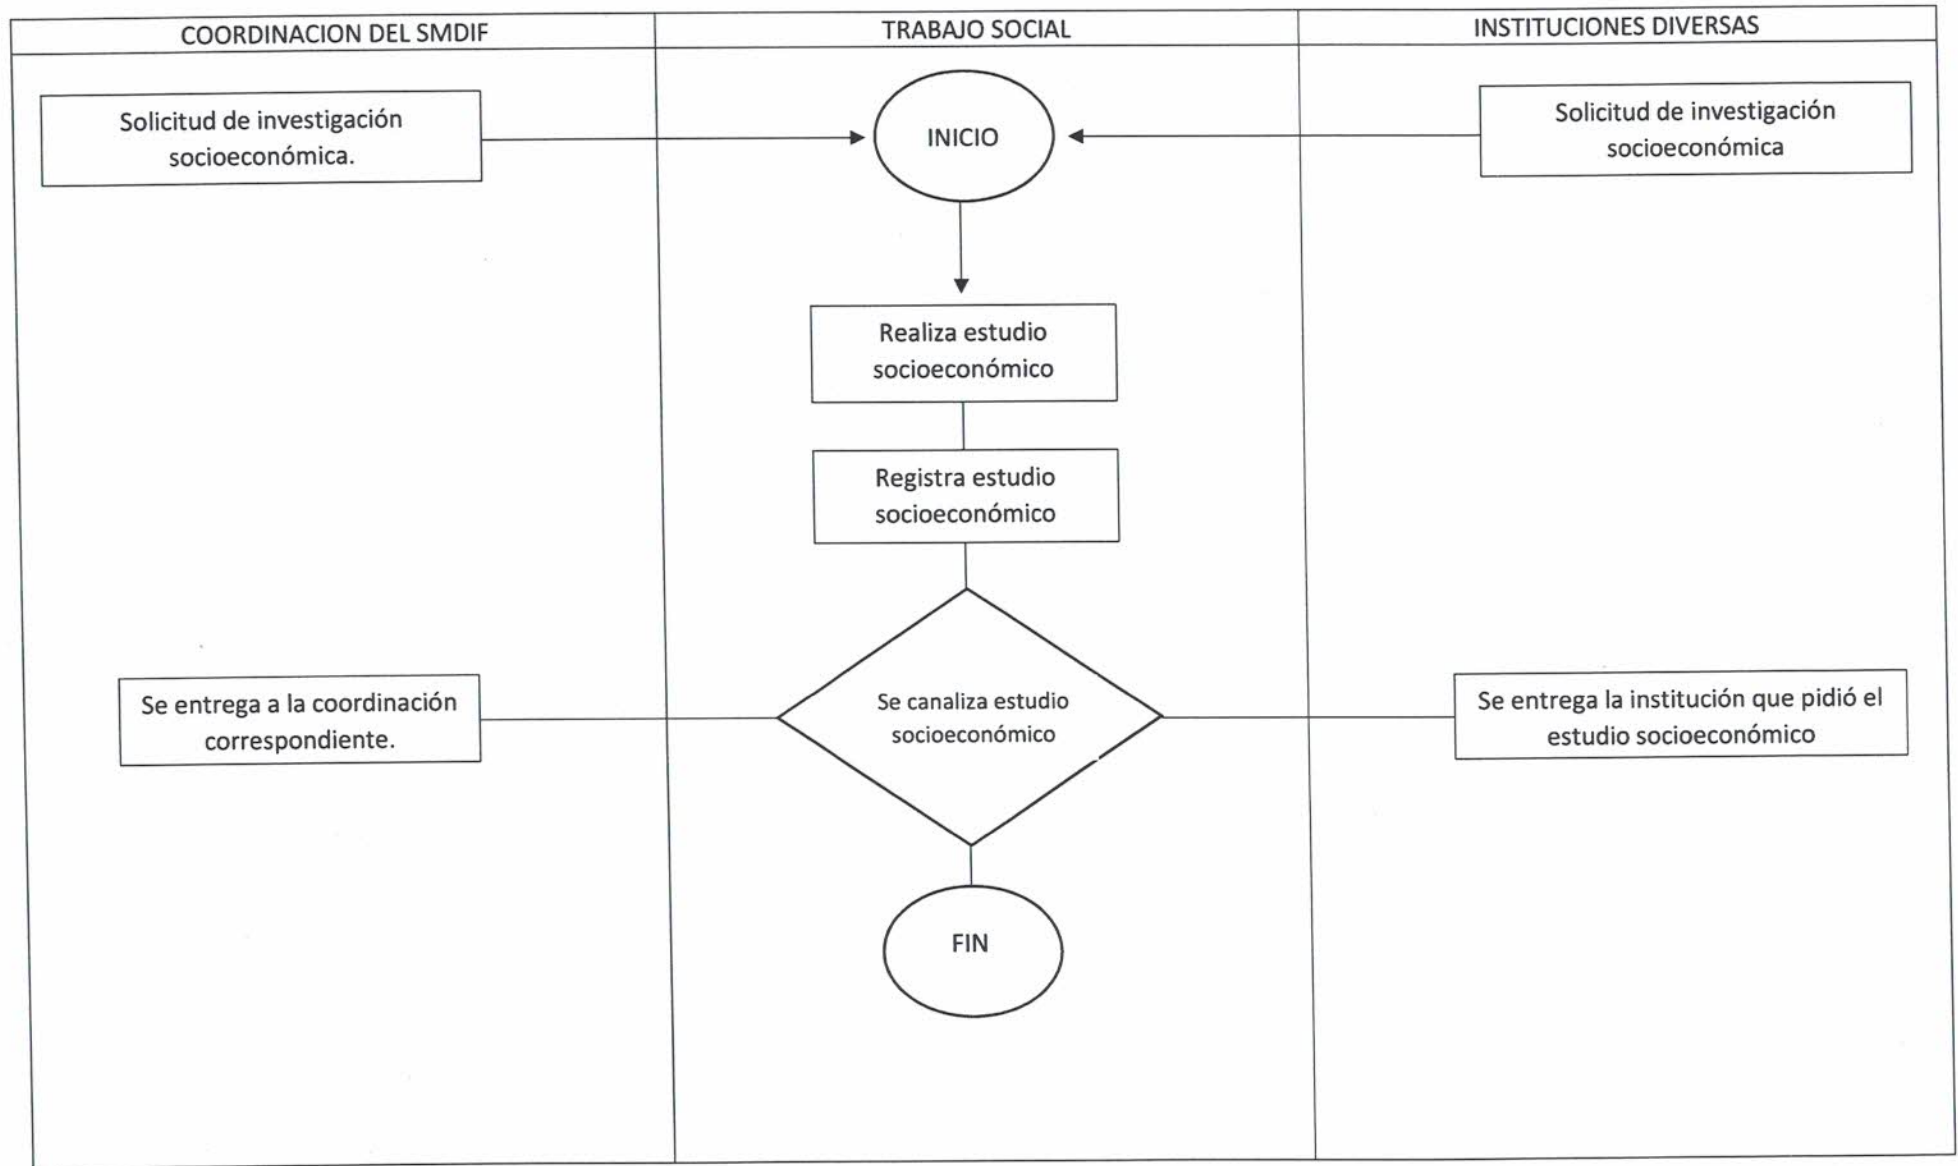 COORDINACION DEL SMDIF
TRABAJO SOCIAL
INSTITUCIONES DIVERSAS
Solicitud de investigación
socioeconómica.
INICIO
Solicitud de investigación
socioeconómica
Realiza estudio
socioeconómico
Registra estudio
socioeconómico
Se entrega a la coordinación
correspondiente.
Se canaliza estudio
socioeconómico
Se entrega la institución que pidió el
estudio socioeconómico
FIN